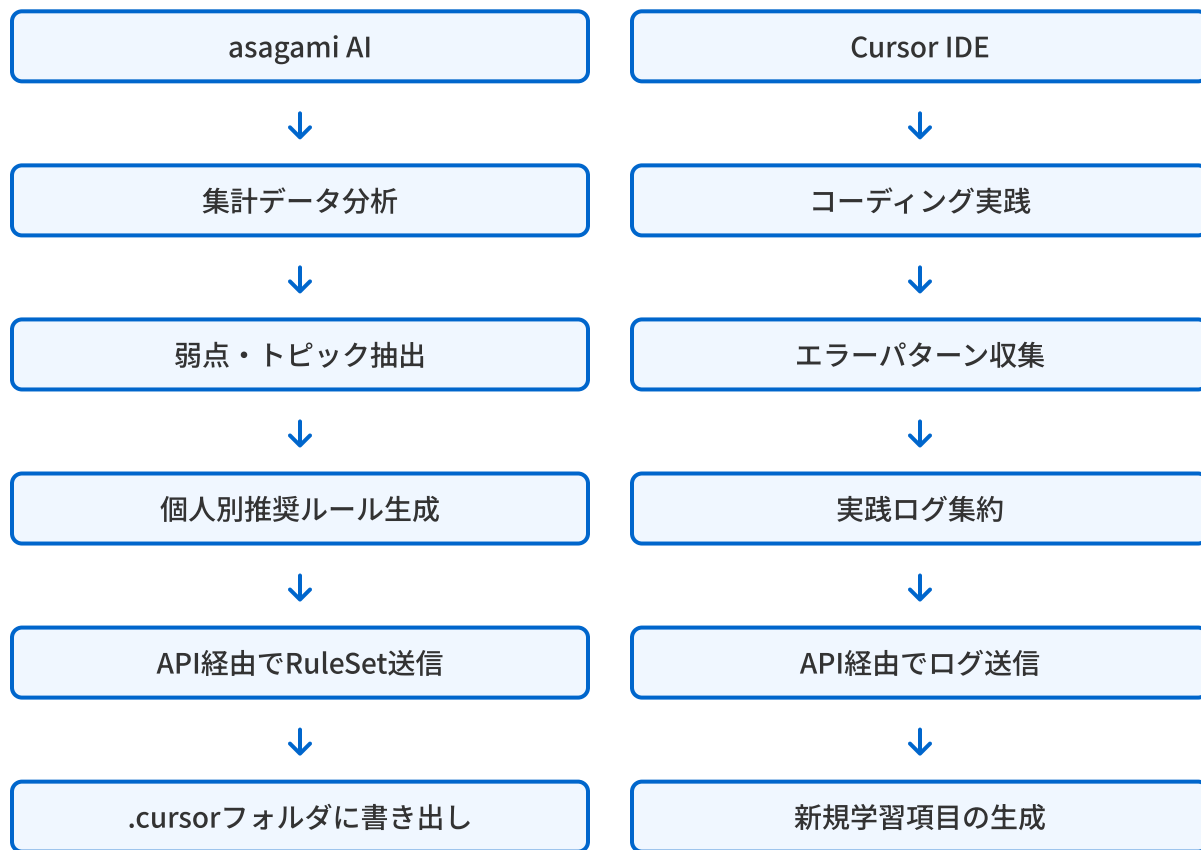 asagami AI
集計データ分析
弱点・トピック抽出
個人別推奨ルール生成
API経由でRuleSet送信
.cursorフォルダに書き出し
Cursor IDE
コーディング実践
エラーパターン収集
実践ログ集約
API経由でログ送信
新規学習項目の生成